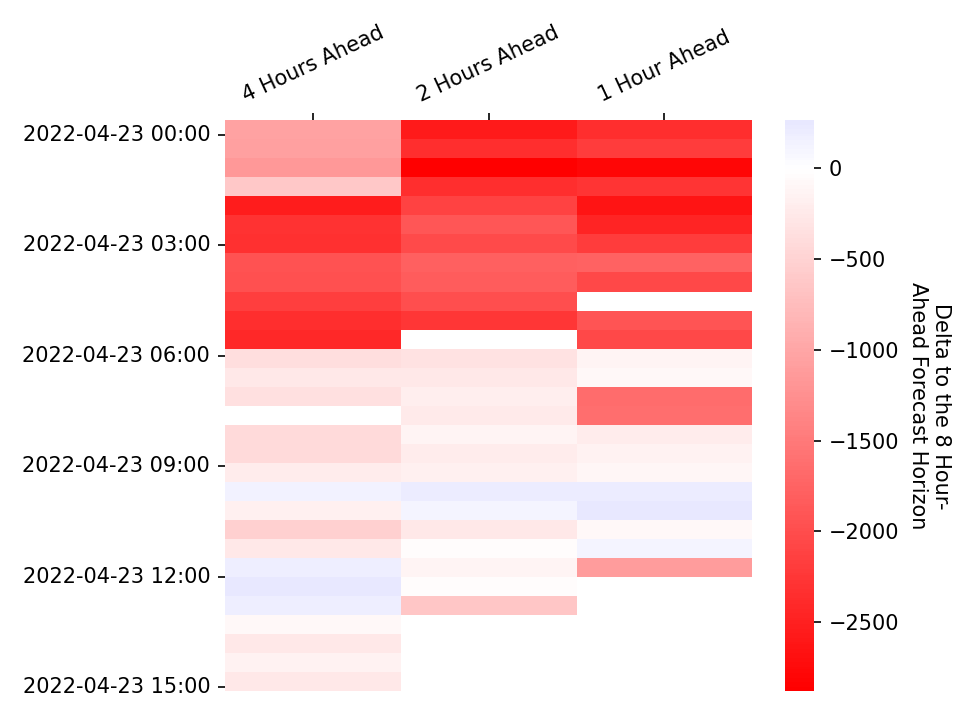 4 Hours Ahead
2 Hours Ahead
1 Hour Ahead
2022-04-23 00:00
2022-04-23 03:00
2022-04-23 06:00
2022-04-23 09:00
2022-04-23 12:00
2022-04-23 15:00
0
−500
−1000
−1500
−2000
−2500
Delta to the 8 Hour-
Ahead Forecast Horizon